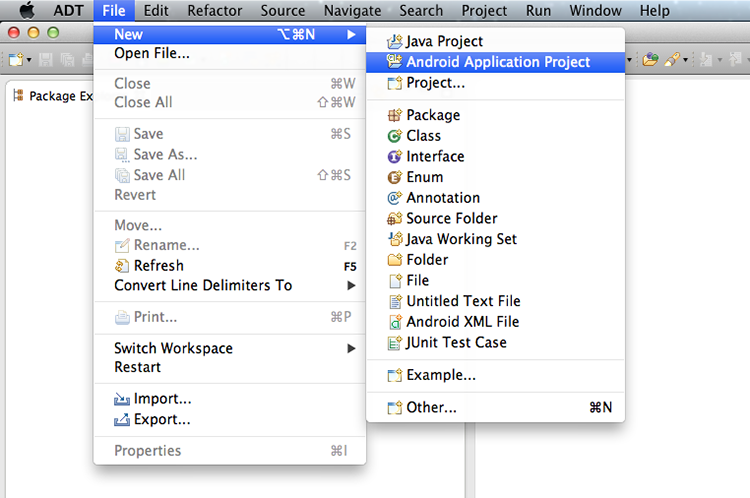 ADT File Edit Refactor Source Navigate Search Project Run Window Help
Package Ex
New ⌥⌘N
Open File...
Close ⌘W
Close All ⇧⌘W
Save ⌘S
Save As...
Save All ⇧⌘S
Revert
Move...
Rename... F2
Refresh F5
Convert Line Delimiters To
Print... ⌘P
Switch Workspace
Restart
Import...
Export...
Properties ⌘I
Java Project
Android Application Project
Project...
Package
Class
Interface
Enum
Annotation
Source Folder
Java Working Set
Folder
File
Untitled Text File
Android XML File
JUnit Test Case
Example...
Other... ⌘N